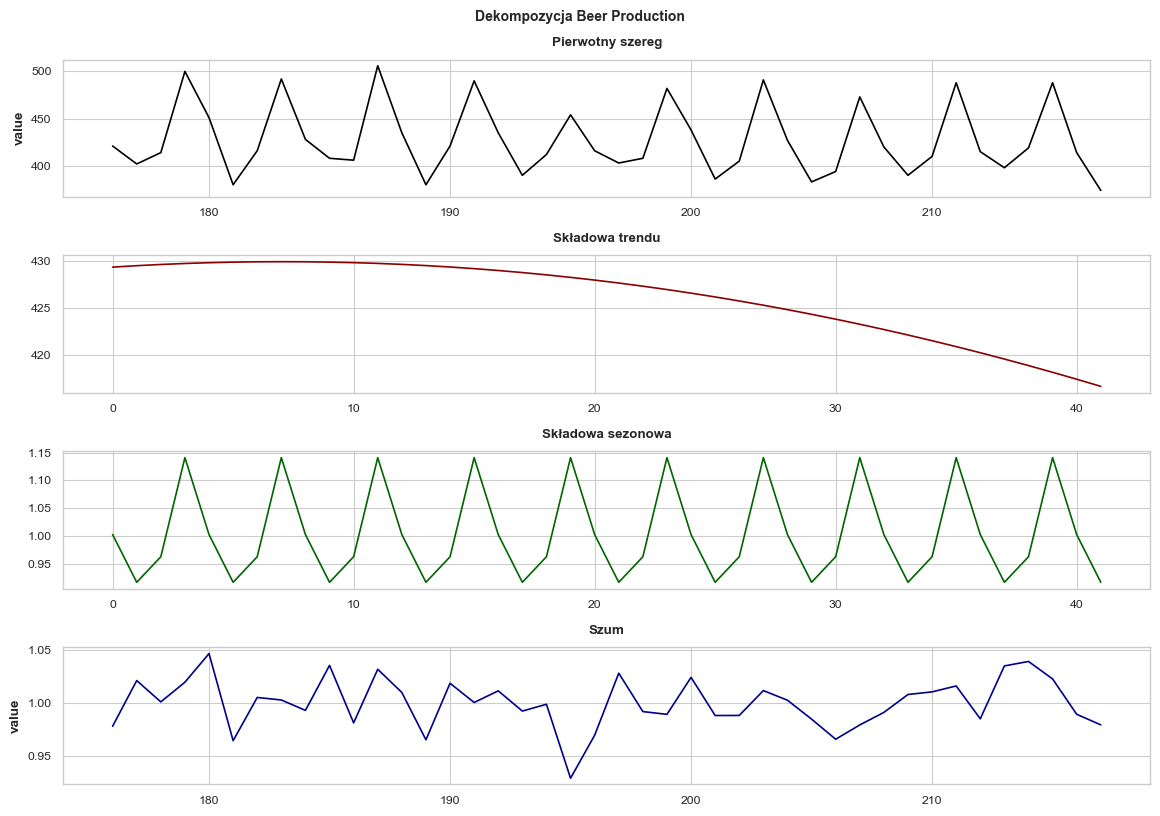 Dekompozycja Beer Production
Pierwotny szereg
value
500
450
400
180 190 200 210
Składowa trendu
430
425
420
0 10 20 30 40
Składowa sezonowa
1.15
1.10
1.05
1.00
0.95
0 10 20 30 40
Szum
value
1.05
1.00
0.95
180 190 200 210